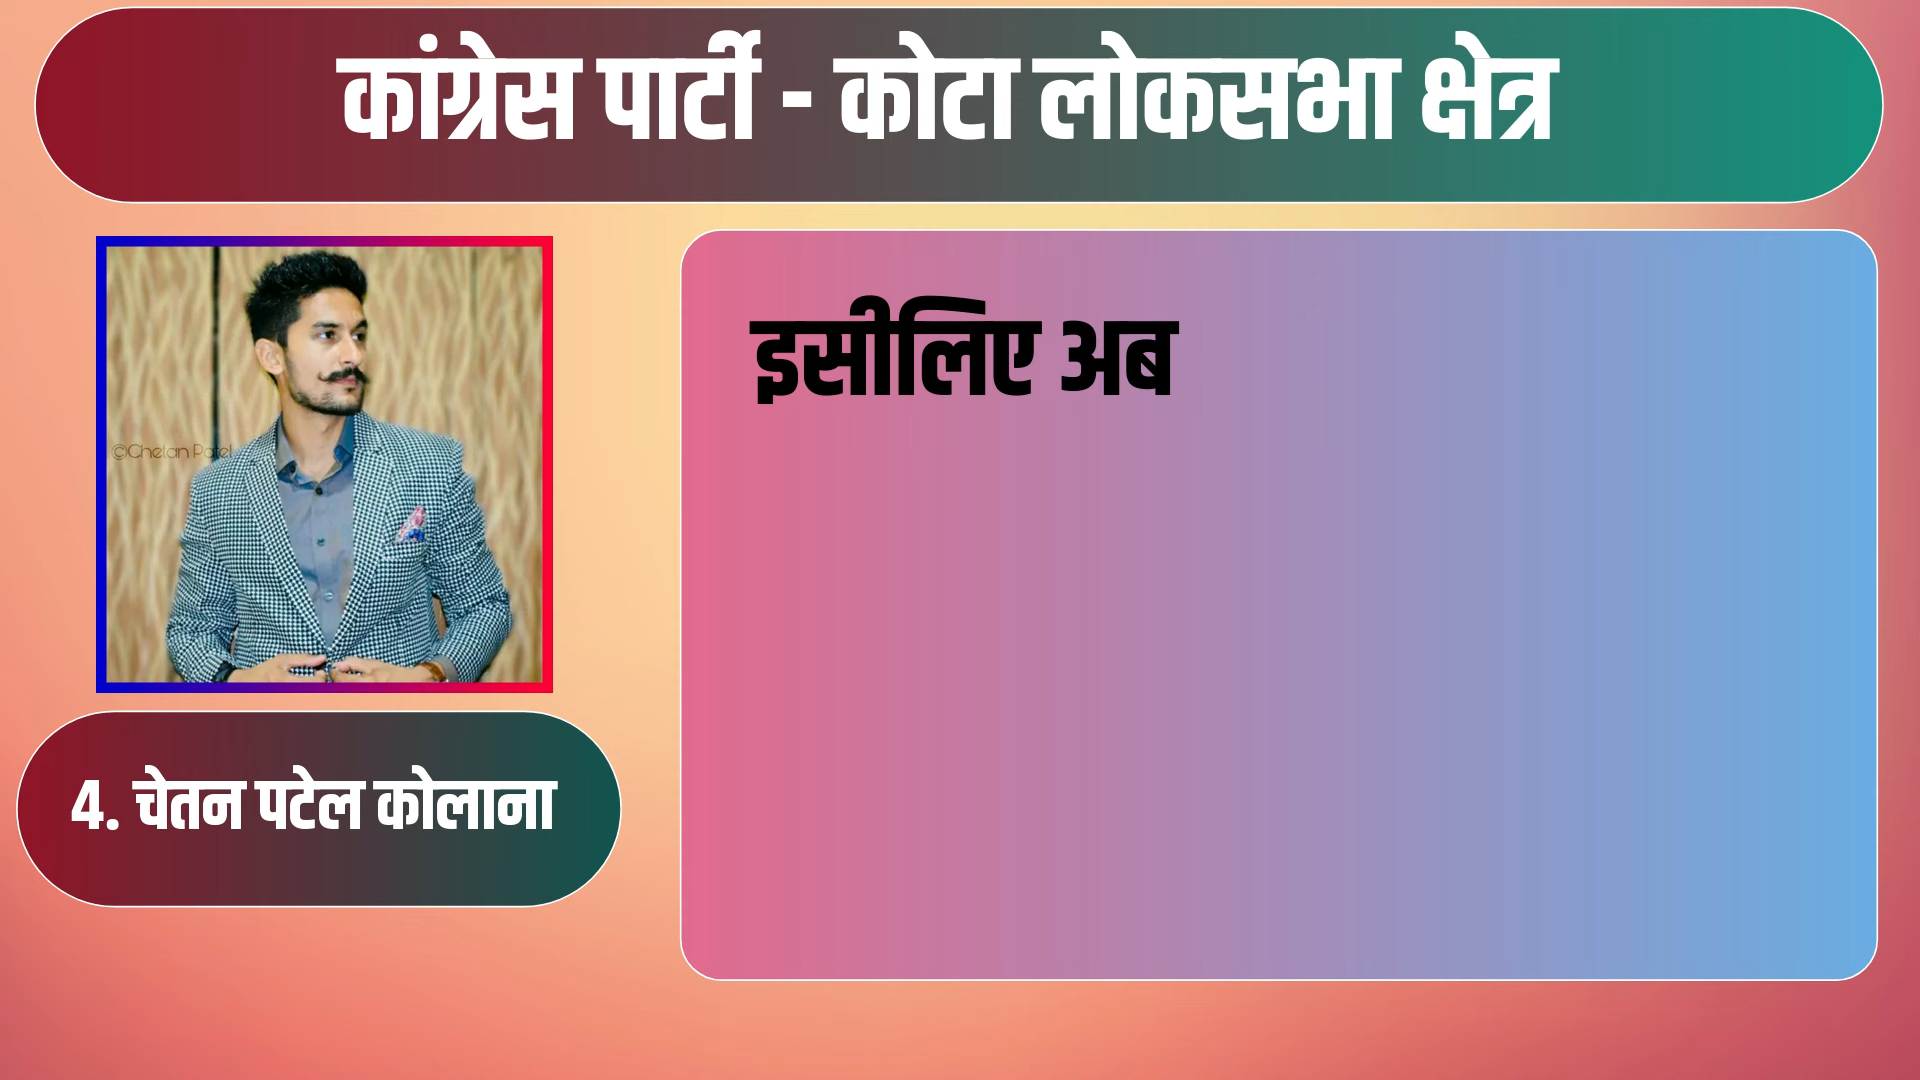 कांग्रेस पार्टी - कोटा लोकसभा क्षेत्र
इसीलिए अब
©Chetan Patel
4. चेतन पटेल कोलाना